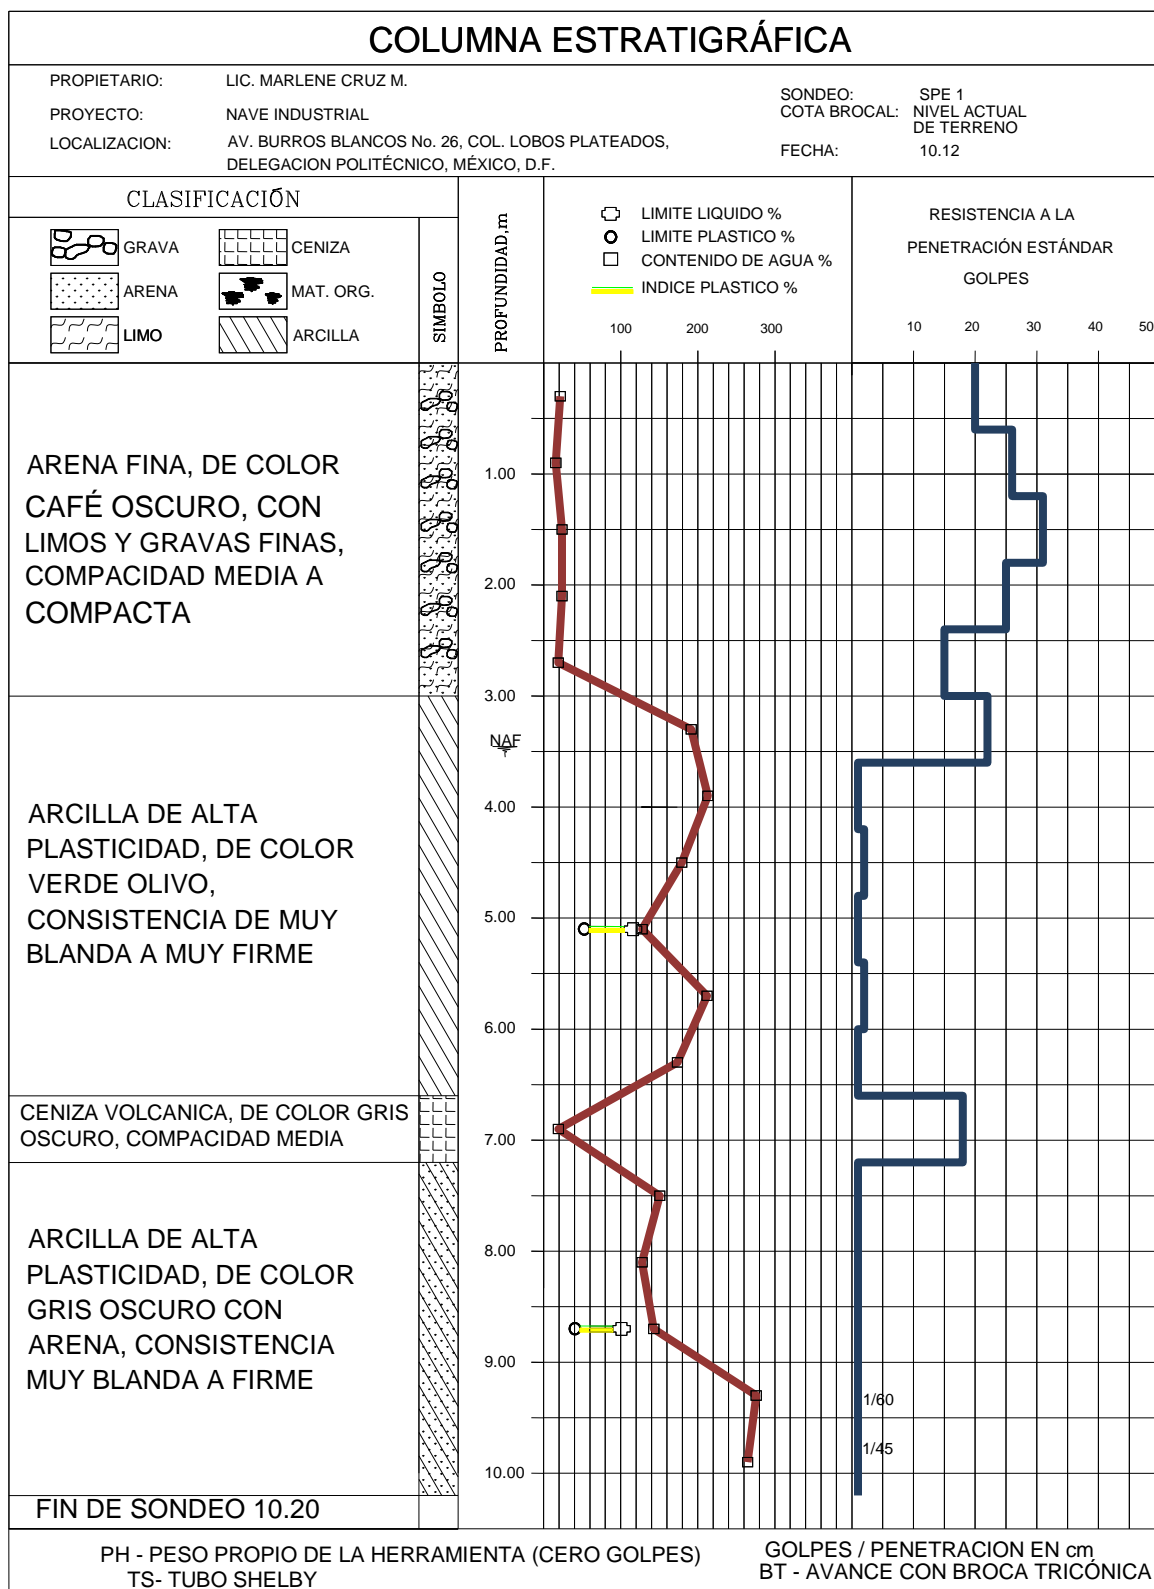 COLUMNA ESTRATIGRÁFICA
PROPIETARIO: LIC. MARLENE CRUZ M.
PROYECTO: NAVE INDUSTRIAL
LOCALIZACION: AV. BURROS BLANCOS No. 26, COL. LOBOS PLATEADOS,
DELEGACION POLITÉCNICO, MÉXICO, D.F.
SONDEO: SPE 1
COTA BROCAL: NIVEL ACTUAL
DE TERRENO
FECHA: 10.12
CLASIFICACIÓN
GRAVA
CENIZA
ARENA
MAT. ORG.
LIMO
ARCILLA
SIMBOLO
PROFUNDIDAD,m
LIMITE LIQUIDO %
LIMITE PLASTICO %
CONTENIDO DE AGUA %
INDICE PLASTICO %
100 200 300
RESISTENCIA A LA
PENETRACIÓN ESTÁNDAR
GOLPES
10 20 30 40 50
ARENA FINA, DE COLOR
CAFÉ OSCURO, CON
LIMOS Y GRAVAS FINAS,
COMPACIDAD MEDIA A
COMPACTA
1.00
2.00
3.00
NAF
ARCILLA DE ALTA
PLASTICIDAD, DE COLOR
VERDE OLIVO,
CONSISTENCIA DE MUY
BLANDA A MUY FIRME
4.00
5.00
6.00
CENIZA VOLCANICA, DE COLOR GRIS
OSCURO, COMPACIDAD MEDIA
7.00
ARCILLA DE ALTA
PLASTICIDAD, DE COLOR
GRIS OSCURO CON
ARENA, CONSISTENCIA
MUY BLANDA A FIRME
8.00
9.00
1/60
1/45
10.00
FIN DE SONDEO 10.20
PH - PESO PROPIO DE LA HERRAMIENTA (CERO GOLPES)
TS- TUBO SHELBY
GOLPES / PENETRACION EN cm
BT - AVANCE CON BROCA TRICÓNICA